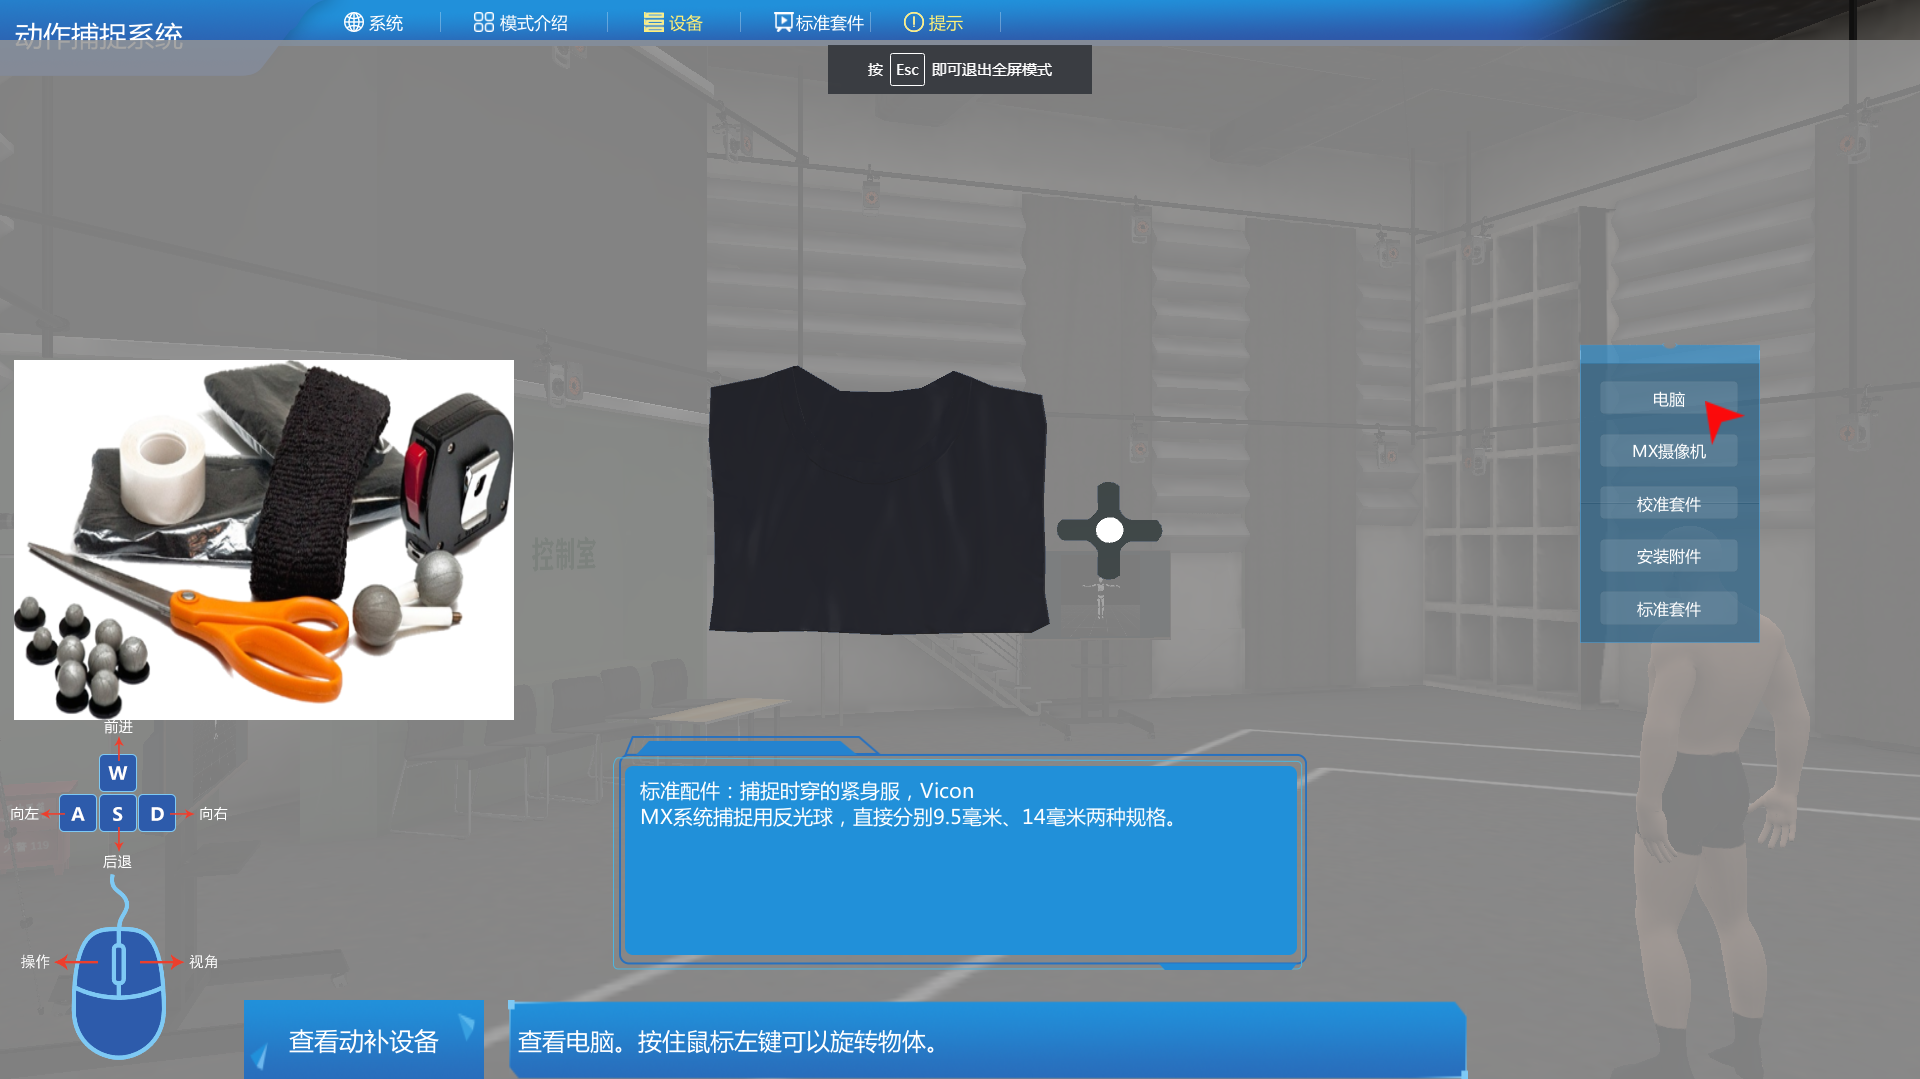 动作捕捉系统
系统
模式介绍
设备
标准套件
提示
按 Esc 即可退出全屏模式
控制室
电脑
MX摄像机
校准套件
安装附件
标准套件
前进
W
向左 A S D 向右
后退
操作 视角
标准配件：捕捉时穿的紧身服，Vicon
MX系统捕捉用反光球，直接分别9.5毫米、14毫米两种规格。
查看动补设备
查看电脑。按住鼠标左键可以旋转物体。